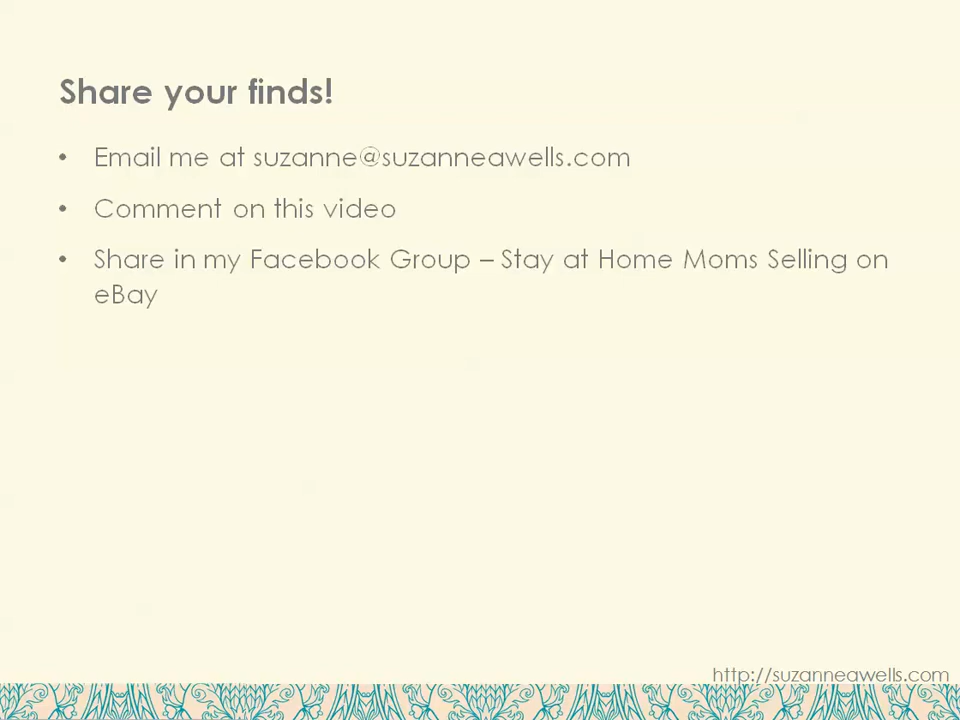 Share your finds!
• Email me at suzanne@suzanneawells.com
• Comment on this video
• Share in my Facebook Group – Stay at Home Moms Selling on
eBay
http://suzanneawells.com